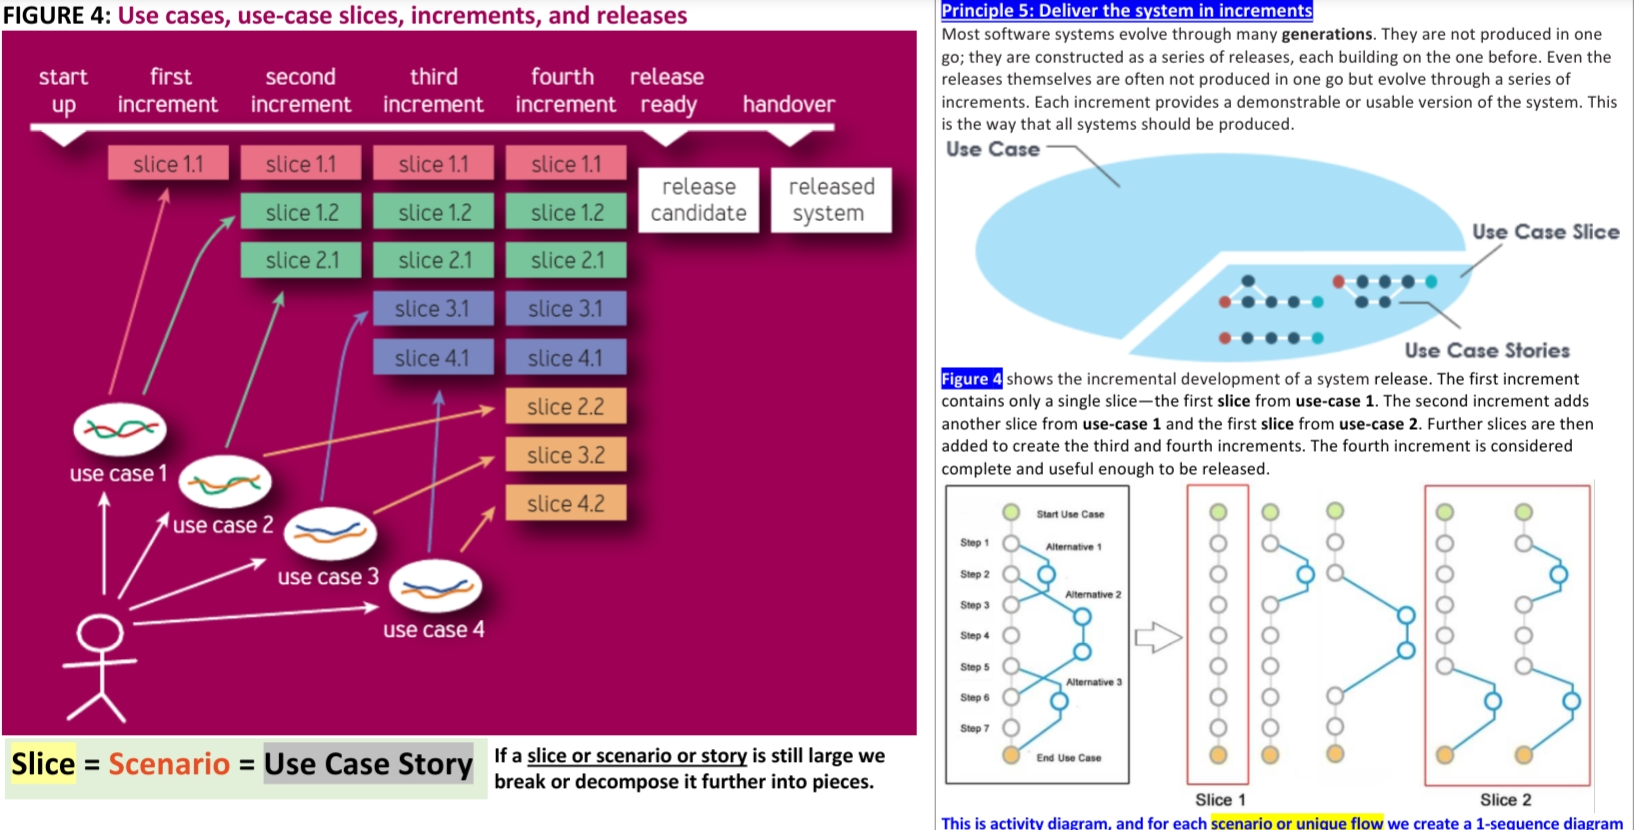 FIGURE 4: Use cases, use-case slices, increments, and releases
start up
first increment
second increment
third increment
fourth increment
release ready
handover
slice 1.1 slice 1.1 slice 1.1 slice 1.1
slice 1.2 slice 1.2 slice 1.2
slice 2.1 slice 2.1 slice 2.1
slice 3.1 slice 3.1
slice 4.1 slice 4.1
slice 2.2
slice 3.2
slice 4.2
release candidate
released system
use case 1
use case 2
use case 3
use case 4
Slice = Scenario = Use Case Story
If a slice or scenario or story is still large we
break or decompose it further into pieces.
Principle 5: Deliver the system in increments
Most software systems evolve through many generations. They are not produced in one
go; they are constructed as a series of releases, each building on the one before. Even the
releases themselves are often not produced in one go but evolve through a series of
increments. Each increment provides a demonstrable or usable version of the system. This
is the way that all systems should be produced.
Use Case
Use Case Slice
Use Case Stories
Figure 4 shows the incremental development of a system release. The first increment
contains only a single slice—the first slice from use-case 1. The second increment adds
another slice from use-case 1 and the first slice from use-case 2. Further slices are then
added to create the third and fourth increments. The fourth increment is considered
complete and useful enough to be released.
Start Use Case
Step 1
Alternative 1
Step 2
Alternative 2
Step 3
Step 4
Step 5
Alternative 3
Step 6
Step 7
End Use Case
Slice 1
Slice 2
This is activity diagram, and for each scenario or unique flow we create a 1-sequence diagram